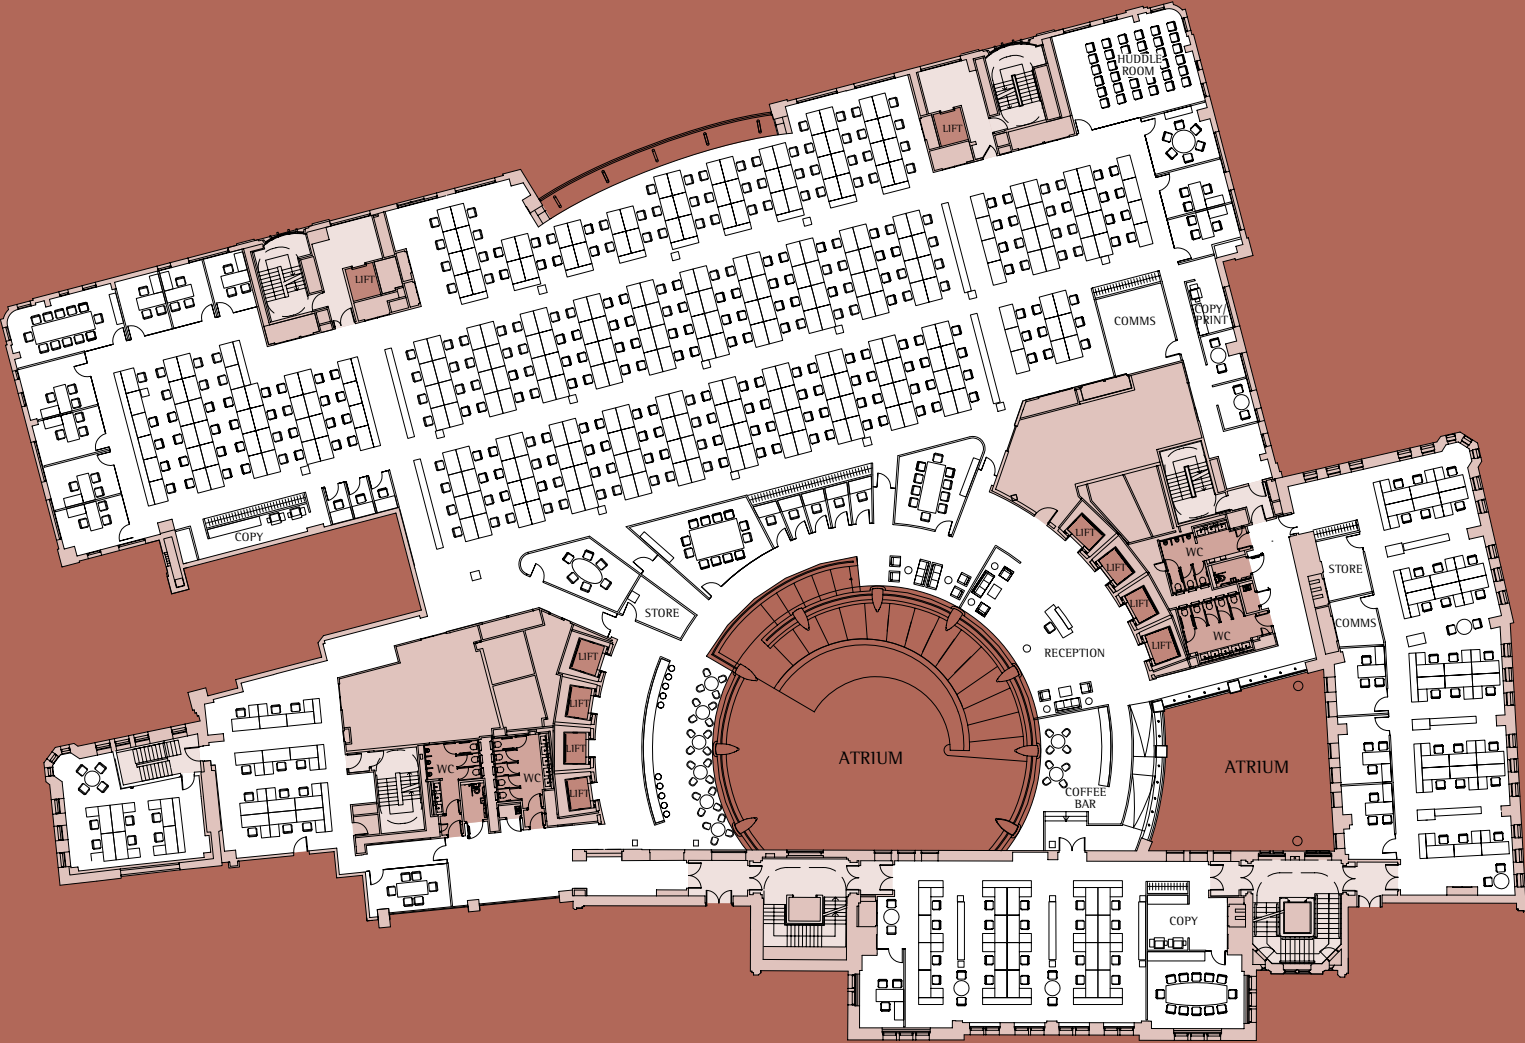 HUDDLE
ROOM
LIFT
LIFT
COPY/
PRINT
COMMS
COPY
LIFT
WC
LIFT
STORE
LIFT
STORE
COMMS
WC
LIFT
RECEPTION
LIFT
LIFT
LIFT
ATRIUM
ATRIUM
WC
WC
LIFT
COFFEE
BAR
COPY